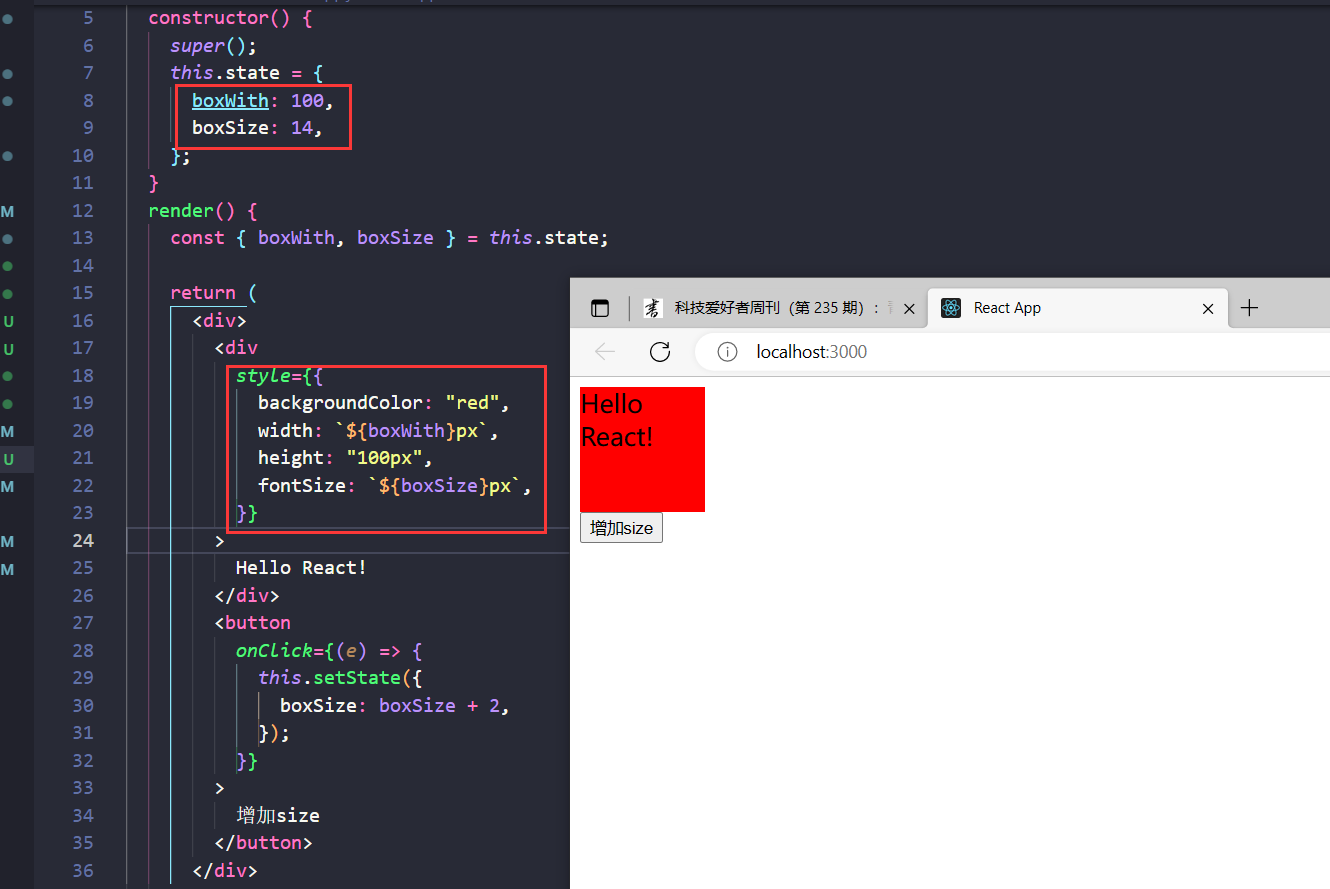 5 constructor() {
6 super();
7 this.state = {
8 boxWith: 100,
9 boxSize: 14,
10 };
11 }
12 render() {
13 const { boxWith, boxSize } = this.state;
14
15 return (
16 <div>
17 <div
18 style={{
19 backgroundColor: "red",
20 width: `${boxWith}px`,
21 height: "100px",
22 fontSize: `${boxSize}px`,
23 }}
24 >
25 Hello React!
26 </div>
27 <button
28 onClick={(e) => {
29 this.setState({
30 boxSize: boxSize + 2,
31 });
32 }}
33 >
34 增加size
35 </button>
36 </div>
M
U
U
M
U
M
M
M
科技爱好者周刊（第 235 期）：
React App
localhost:3000
Hello
React!
增加size